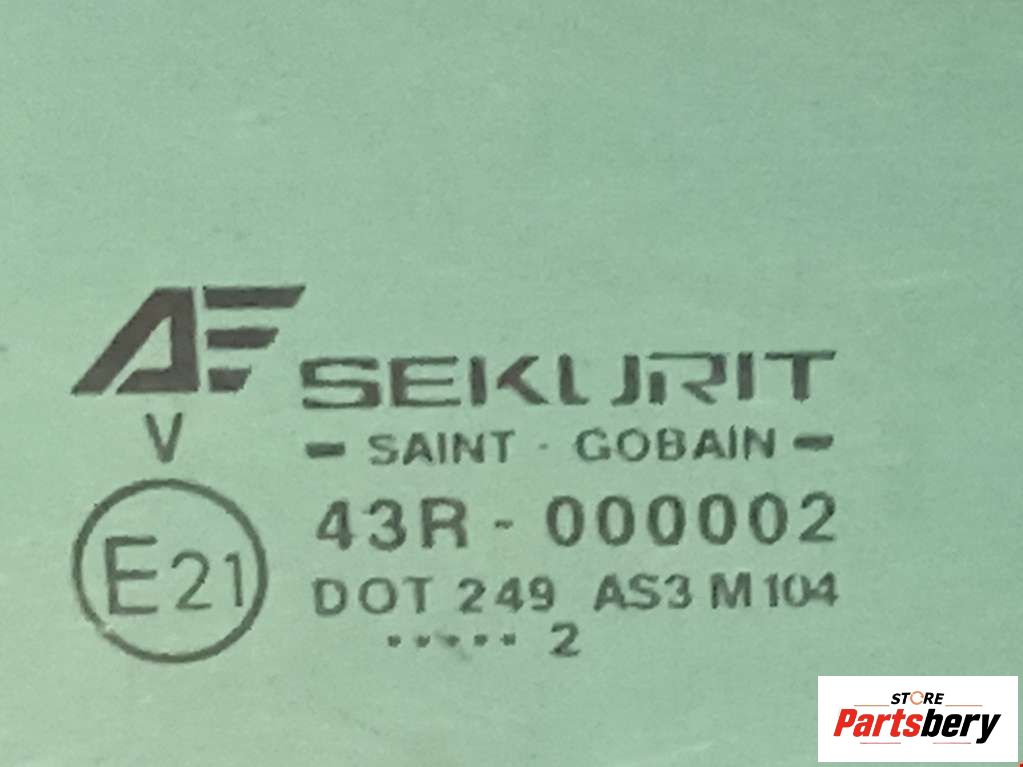 AF
SEKURIT
V
- SAINT · GOBAIN -
E21
43R - 000002
DOT 249 AS3 M104
····· 2
STORE
Partsbery